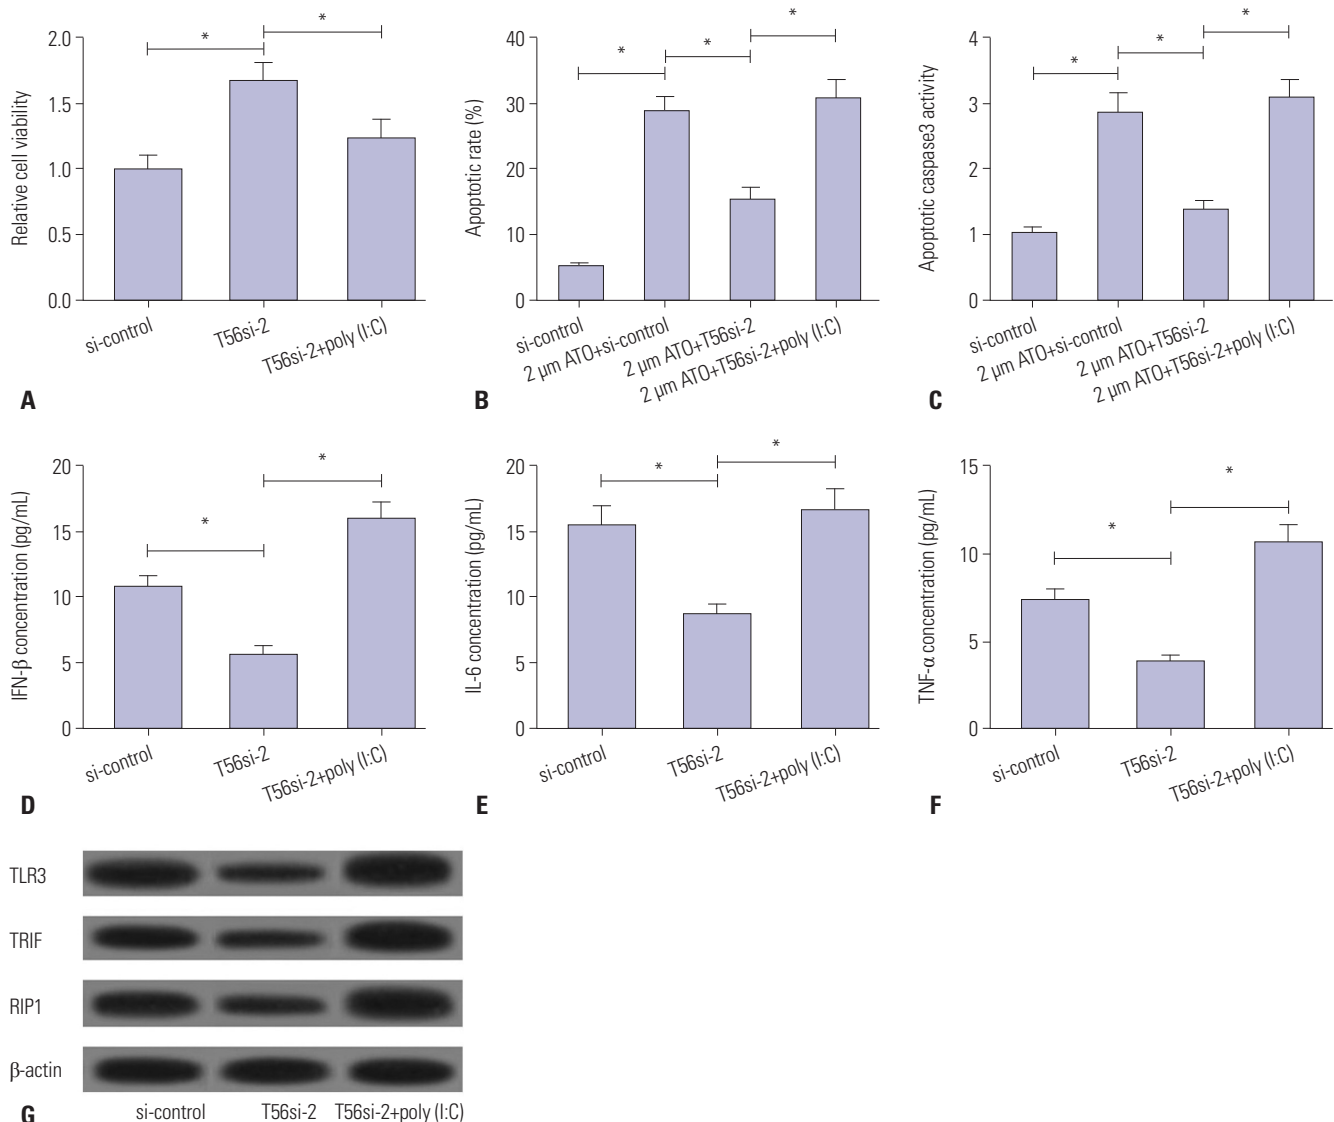 *
*
2.0
1.5
1.0
0.5
0.0
Relative cell viability
si-control
T56si-2
T56si-2+poly (I:C)
A
*
*
*
40
30
20
10
0
Apoptotic rate (%)
si-control
2 µm ATO+si-control
2 µm ATO+T56si-2
2 µm ATO+T56si-2+poly (I:C)
B
*
*
*
4
3
2
1
0
Apoptotic caspase3 activity
si-control
2 µm ATO+si-control
2 µm ATO+T56si-2
2 µm ATO+T56si-2+poly (I:C)
C
*
*
20
15
10
5
0
IFN-β concentration (pg/mL)
si-control
T56si-2
T56si-2+poly (I:C)
D
*
*
20
15
10
5
0
IL-6 concentration (pg/mL)
si-control
T56si-2
T56si-2+poly (I:C)
E
*
*
15
10
5
0
TNF-α concentration (pg/mL)
si-control
T56si-2
T56si-2+poly (I:C)
F
TLR3
TRIF
RIP1
β-actin
si-control T56si-2 T56si-2+poly (I:C)
G